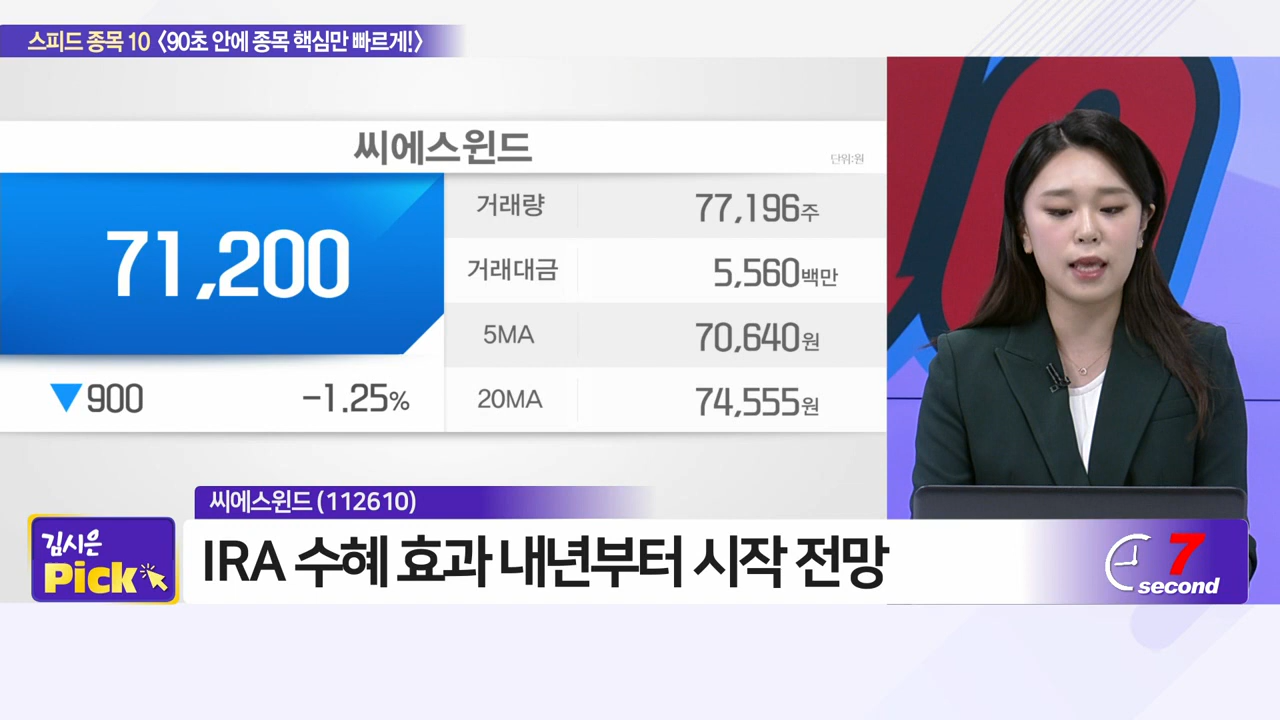 스피드 종목 10 <90초 안에 종목 핵심만 빠르게!>
씨에스윈드
단위:원
71,200
▼900 -1.25%
거래량 77,196주
거래대금 5,560백만
5MA 70,640원
20MA 74,555원
씨에스윈드 (112610)
김시은
Pick
IRA 수혜 효과 내년부터 시작 전망
7
second